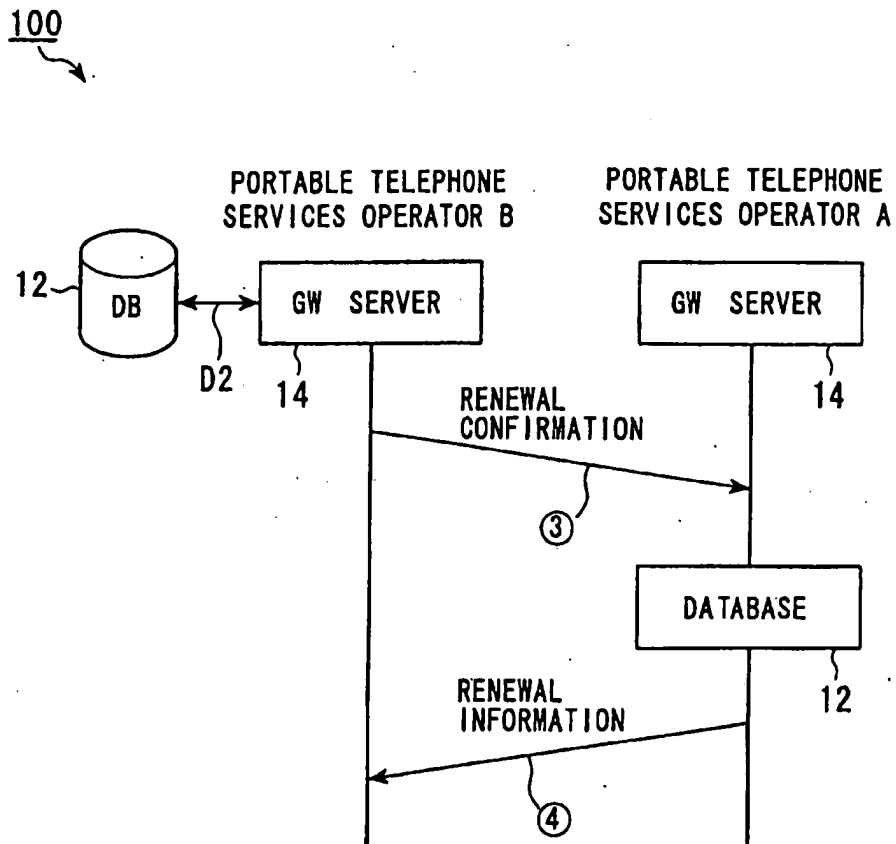 100
PORTABLE TELEPHONE
SERVICES OPERATOR B
PORTABLE TELEPHONE
SERVICES OPERATOR A
12
DB
D2
GW SERVER
14
GW SERVER
14
RENEWAL
CONFIRMATION
③
DATABASE
12
RENEWAL
INFORMATION
④